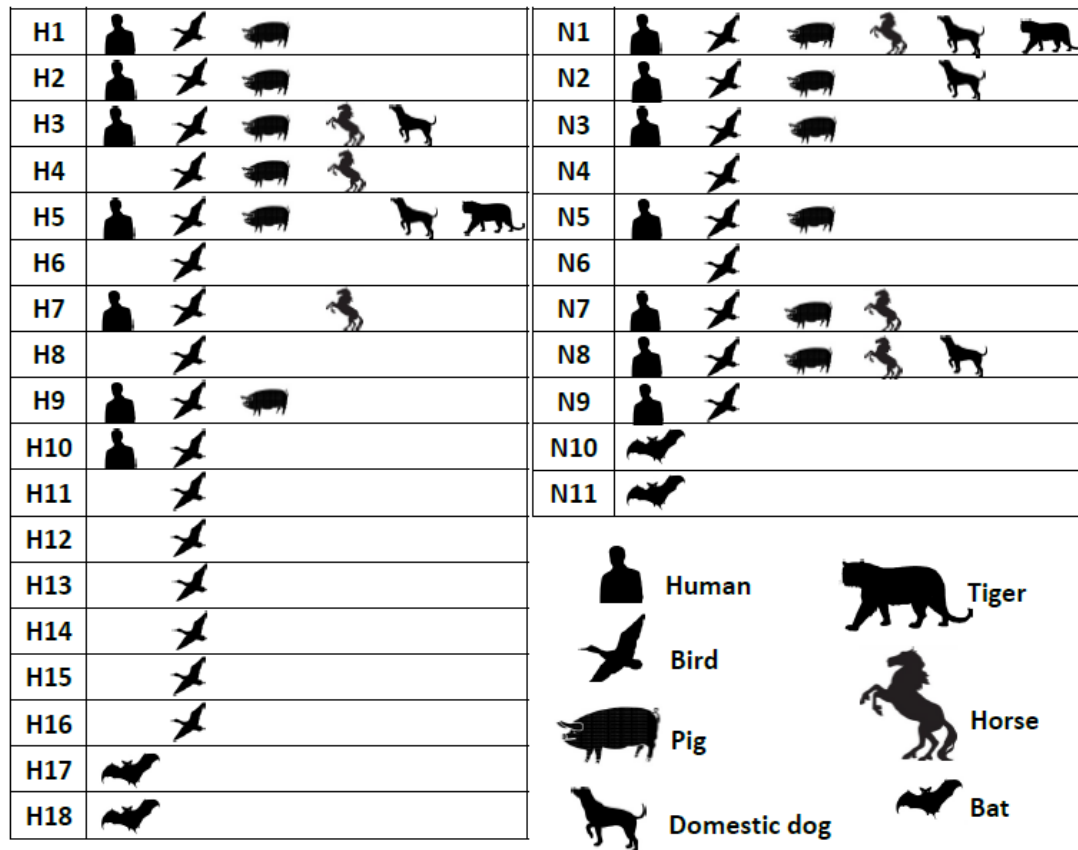 H1
H2
H3
H4
H5
H6
H7
H8
H9
H10
H11
H12
H13
H14
H15
H16
H17
H18
N1
N2
N3
N4
N5
N6
N7
N8
N9
N10
N11
Human
Bird
Pig
Domestic dog
Tiger
Horse
Bat